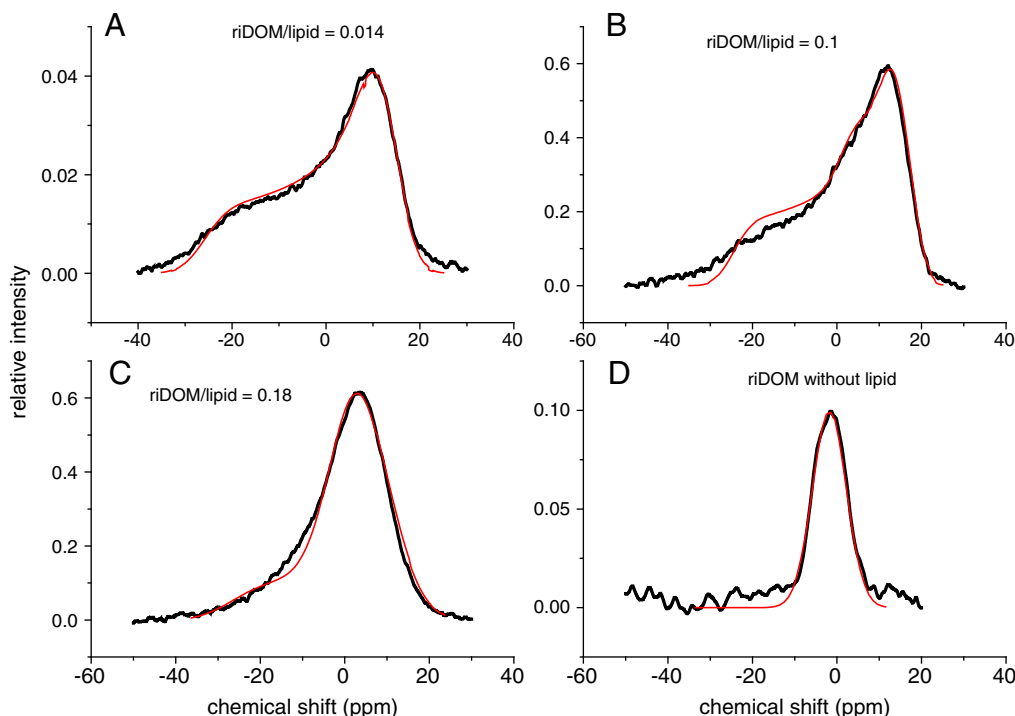 A
riDOM/lipid = 0.014
0.04
0.02
0.00
-40 -20 0 20 40
B
riDOM/lipid = 0.1
0.6
0.4
0.2
0.0
-60 -40 -20 0 20 40
relative intensity
C
riDOM/lipid = 0.18
0.6
0.4
0.2
0.0
-60 -40 -20 0 20 40
chemical shift (ppm)
D
riDOM without lipid
0.10
0.05
0.00
-60 -40 -20 0 20 40
chemical shift (ppm)